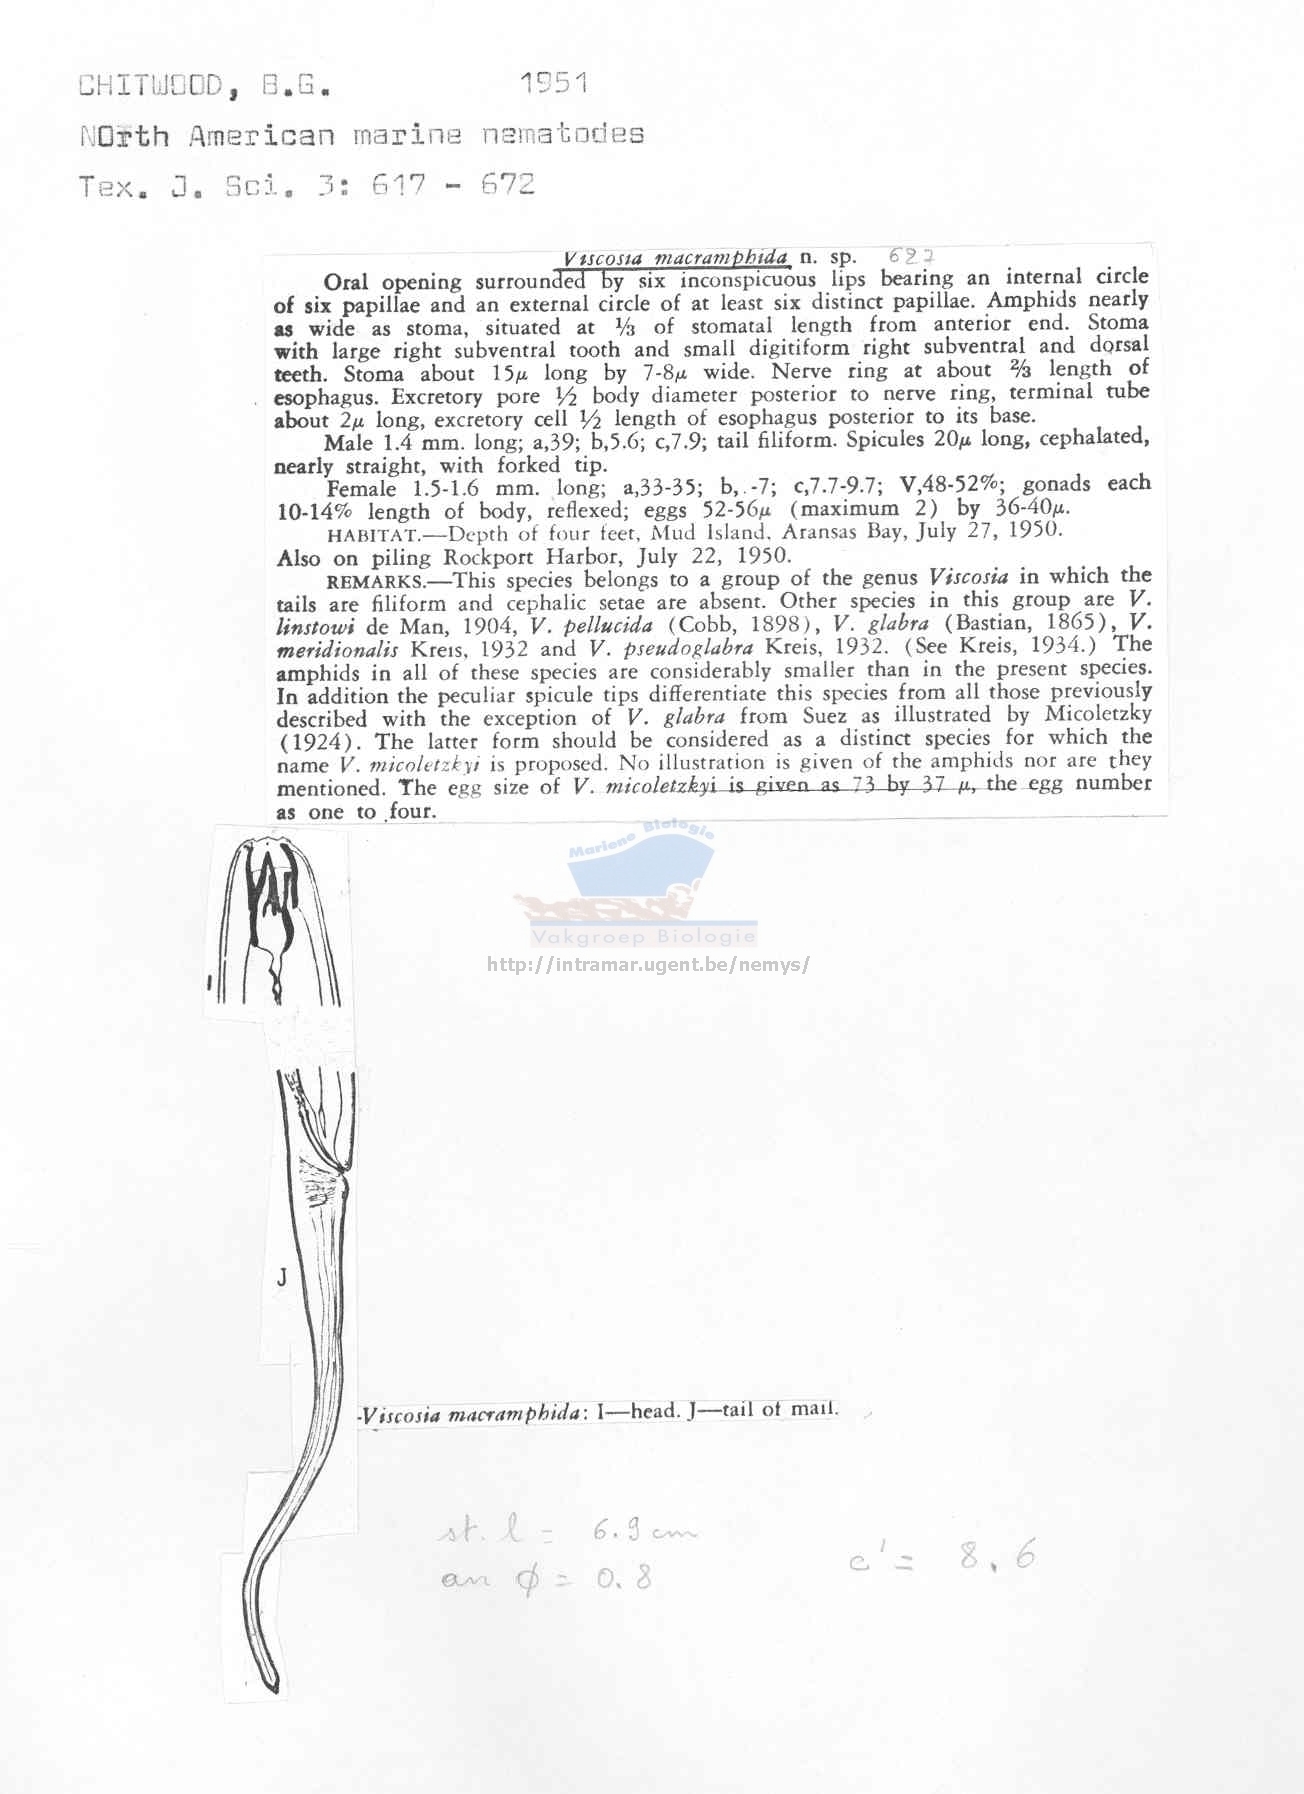 CHITWOOD, B.G. 1951
NOrth American marine nematodes
Tex. J. Sci. 3: 617 - 672
Viscosia macramphida n. sp.
Oral opening surrounded by six inconspicuous lips bearing an internal circle
of six papillae and an external circle of at least six distinct papillae. Amphids nearly
as wide as stoma, situated at ⅓ of stomatal length from anterior end. Stoma
with large right subventral tooth and small digitiform right subventral and dorsal
teeth. Stoma about 15μ long by 7-8μ wide. Nerve ring at about ⅔ length of
esophagus. Excretory pore ½ body diameter posterior to nerve ring, terminal tube
about 2μ long, excretory cell ½ length of esophagus posterior to its base.
Male 1.4 mm. long; a,39; b,5.6; c,7.9; tail filiform. Spicules 20μ long, cephalated,
nearly straight, with forked tip.
Female 1.5-1.6 mm. long; a,33-35; b,.-7; c,7.7-9.7; V,48-52%; gonads each
10-14% length of body, reflexed; eggs 52-56μ (maximum 2) by 36-40μ.
HABITAT.—Depth of four feet, Mud Island, Aransas Bay, July 27, 1950.
Also on piling Rockport Harbor, July 22, 1950.
REMARKS.—This species belongs to a group of the genus Viscosia in which the
tails are filiform and cephalic setae are absent. Other species in this group are V.
linstowi de Man, 1904, V. pellucida (Cobb, 1898), V. glabra (Bastian, 1865), V.
meridionalis Kreis, 1932 and V. pseudoglabra Kreis, 1932. (See Kreis, 1934.) The
amphids in all of these species are considerably smaller than in the present species.
In addition the peculiar spicule tips differentiate this species from all those previously
described with the exception of V. glabra from Suez as illustrated by Micoletzky
(1924). The latter form should be considered as a distinct species for which the
name V. micoletzkyi is proposed. No illustration is given of the amphids nor are they
mentioned. The egg size of V. micoletzkyi is given as 73 by 37 μ, the egg number
as one to four.
Mariene Biologie
Vakgroep Biologie
http://intramar.ugent.be/nemys/
I
J
-Viscosia macramphida: I—head. J—tail of mail.
st. l = 6.9 cm
an ϕ = 0.8
c' = 8.6